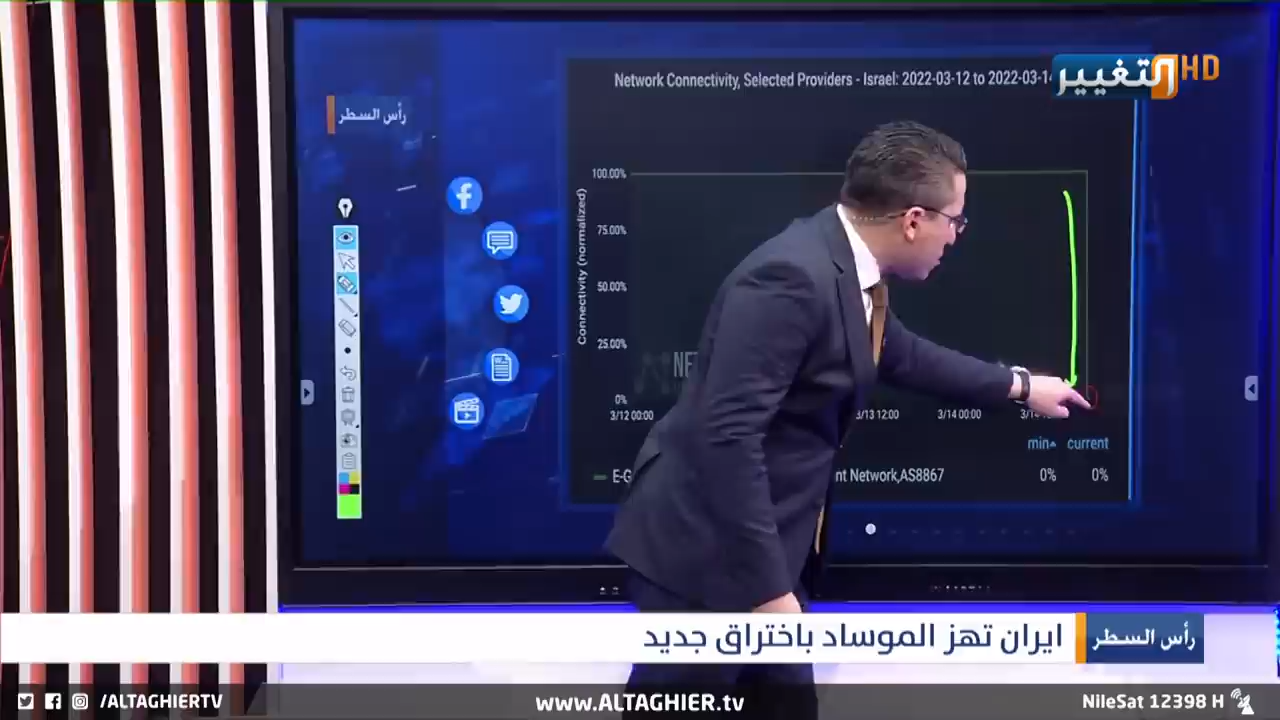 Network Connectivity, Selected Providers - Israel: 2022-03-12 to 2022-03-14
التغيير HD
رأس السطر
100.00%
75.00%
50.00%
25.00%
0%
Connectivity (normalized)
3/12 00:00
3/13 12:00
3/14 00:00
3/14
min current
E-G nt Network,AS8867 0% 0%
رأس السطر
ايران تهز الموساد باختراق جديد
/ALTAGHIERTV
www.ALTAGHIER.tv
NileSat 12398 H